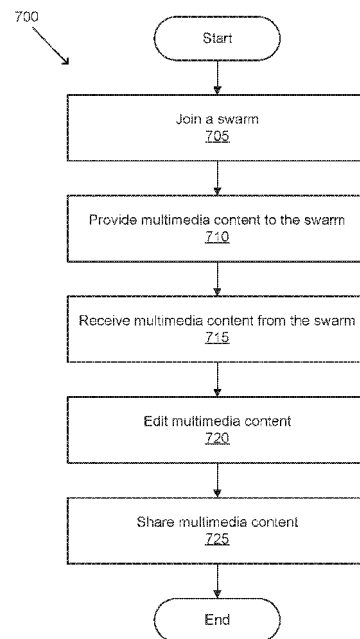 700
Start
Join a swarm
705
Provide multimedia content to the swarm
710
Receive multimedia content from the swarm
715
Edit multimedia content
720
Share multimedia content
725
End